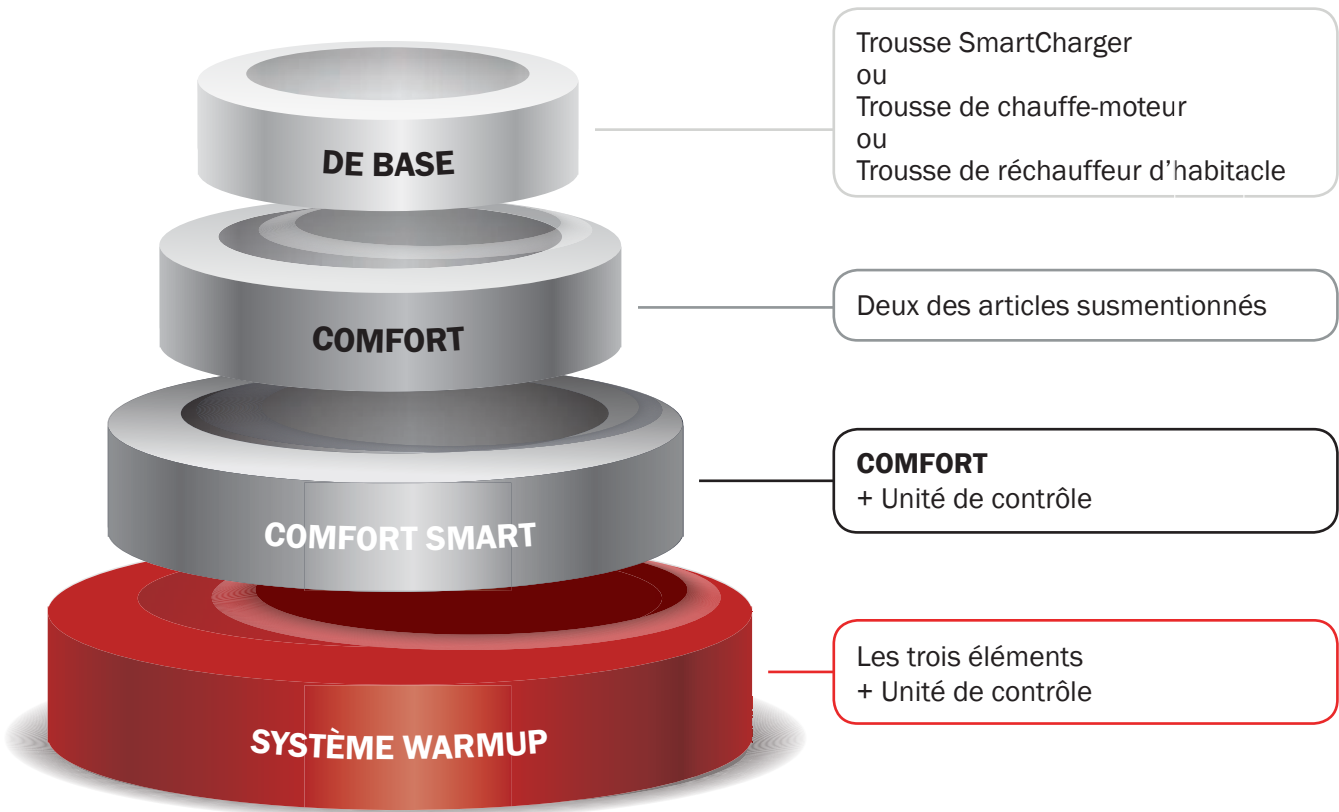 DE BASE
Trousse SmartCharger
ou
Trousse de chauffe-moteur
ou
Trousse de réchauffeur d'habitacle
COMFORT
Deux des articles susmentionnés
COMFORT SMART
COMFORT
+ Unité de contrôle
SYSTÈME WARMUP
Les trois éléments
+ Unité de contrôle